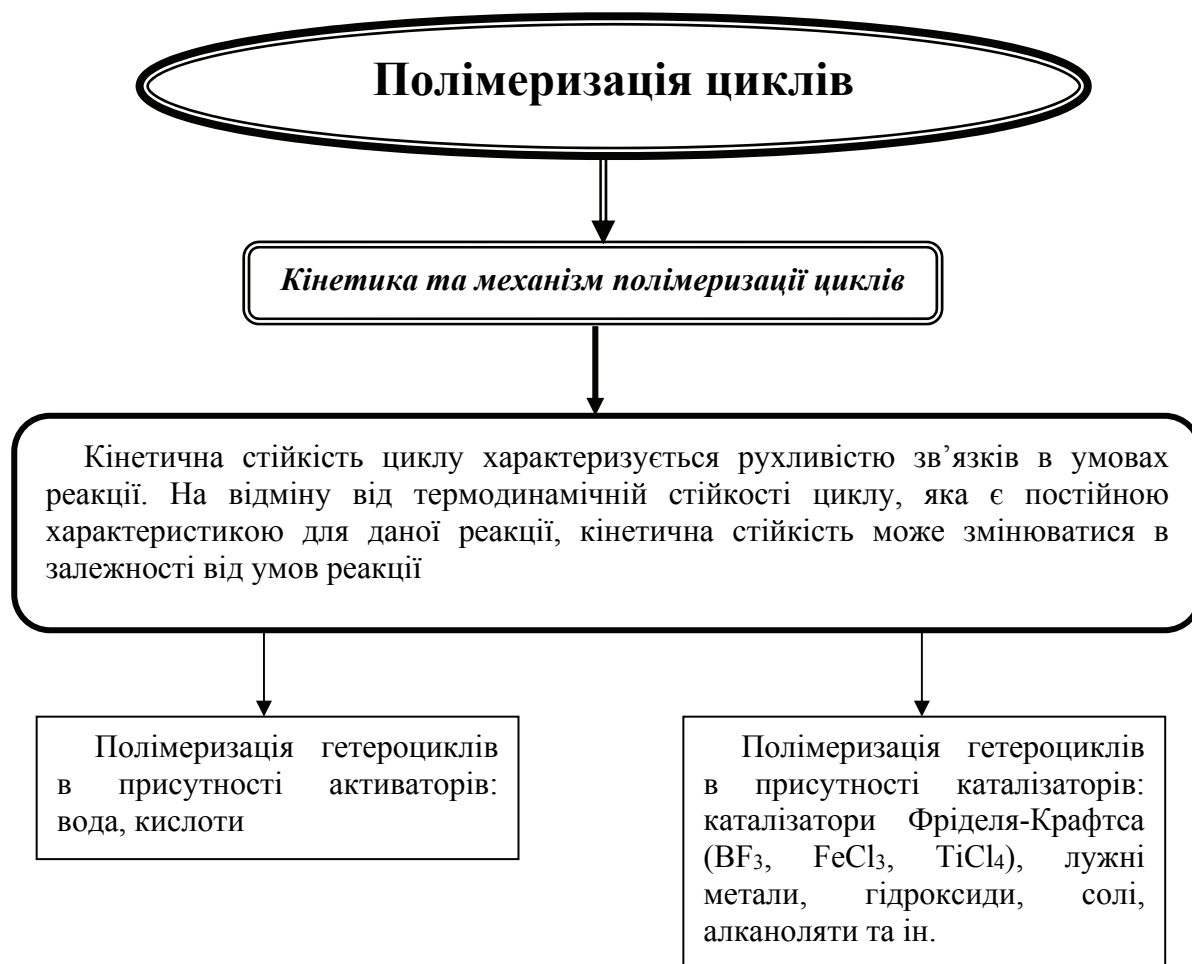 Полімеризація циклів
Кінетика та механізм полімеризації циклів
Кінетична стійкість циклу характеризується рухливістю зв’язків в умовах
реакції. На відміну від термодинамічній стійкості циклу, яка є постійною
характеристикою для даної реакції, кінетична стійкість може змінюватися в
залежності від умов реакції
Полімеризація гетероциклів
в присутності активаторів:
вода, кислоти
Полімеризація гетероциклів
в присутності каталізаторів:
каталізатори Фріделя-Крафтса
(BF₃, FeCl₃, TiCl₄), лужні
метали, гідроксиди, солі,
алканоляти та ін.